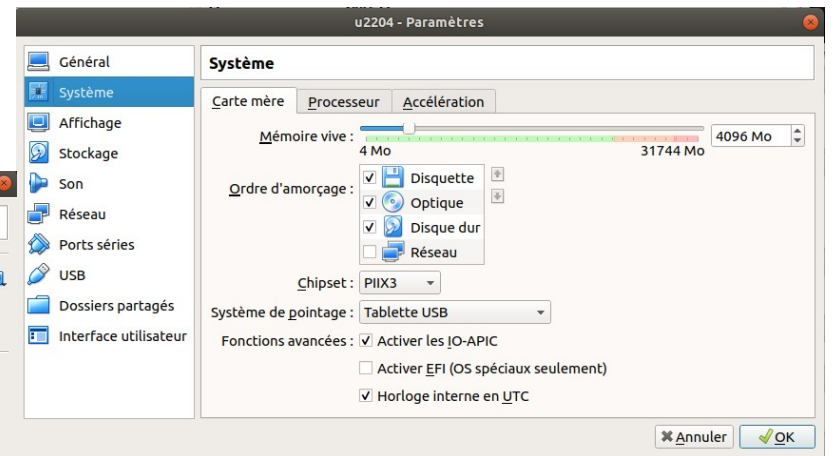 u2204 - Paramètres
Général
Système
Affichage
Stockage
Son
Réseau
Ports séries
USB
Dossiers partagés
Interface utilisateur
Système
Carte mère Processeur Accélération
Mémoire vive : 4096 Mo
4 Mo 31744 Mo
Ordre d'amorçage : Disquette
Optique
Disque dur
Réseau
Chipset : PIIX3
Système de pointage : Tablette USB
Fonctions avancées : Activer les IO-APIC
Activer EFI (OS spéciaux seulement)
Horloge interne en UTC
Annuler OK